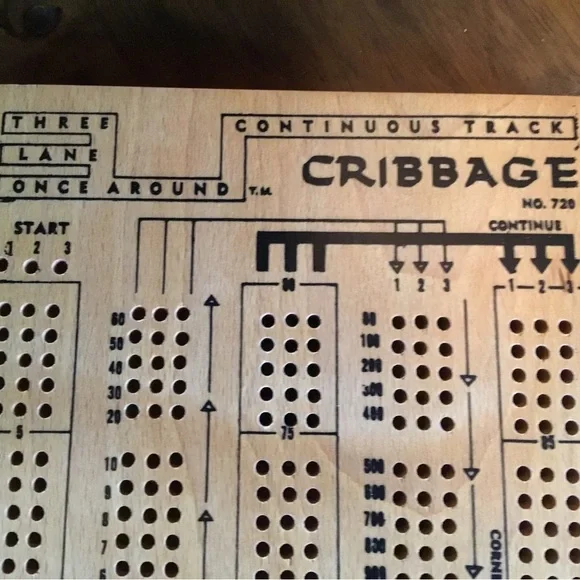 THREE
LANE
ONCE AROUND T.M.
CONTINUOUS TRACK
CRIBBAGE
NO. 720
START
1 2 3
CONTINUE
1 2 3
1 2 3
80
60
50
40
30
20
5
10
9
8
7
6
75
100
200
300
400
500
600
700
800
900
85
CORN